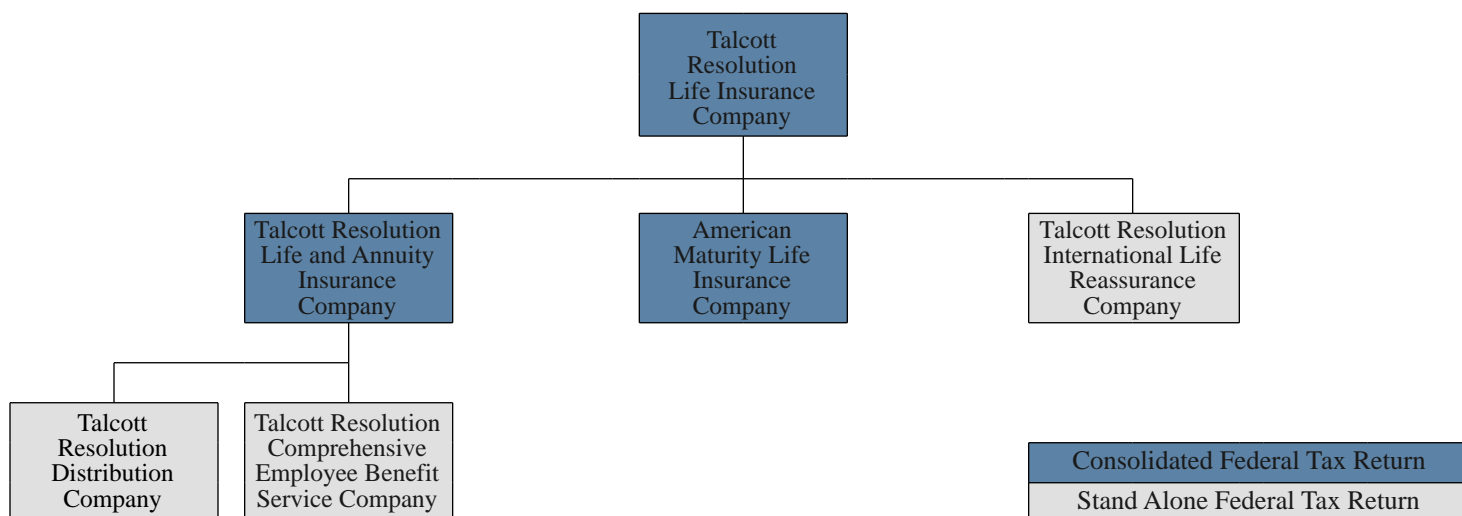 Talcott
Resolution
Life Insurance
Company
Talcott Resolution
Life and Annuity
Insurance
Company
American
Maturity Life
Insurance
Company
Talcott Resolution
International Life
Reassurance
Company
Talcott
Resolution
Distribution
Company
Talcott Resolution
Comprehensive
Employee Benefit
Service Company
Consolidated Federal Tax Return
Stand Alone Federal Tax Return